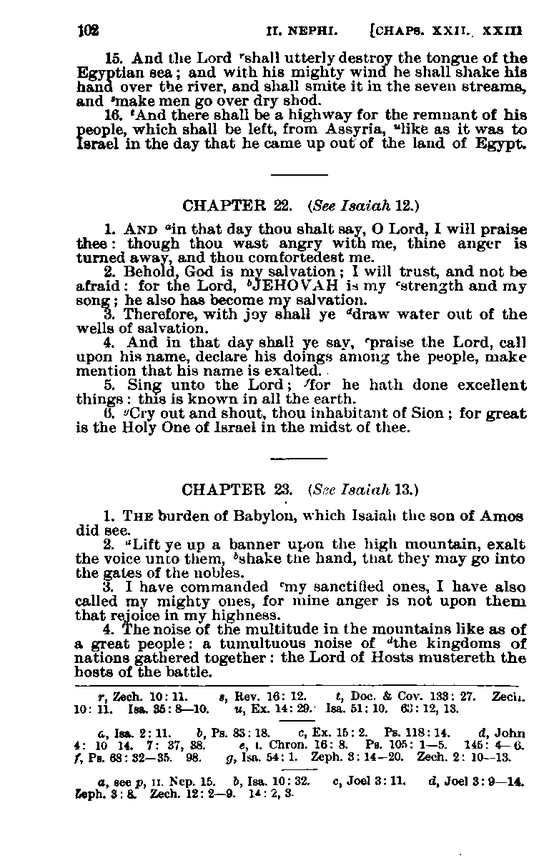 102 II. NEPHI. [CHAPS. XXII., XXIII
15. And the Lord ʳshall utterly destroy the tongue of the
Egyptian sea; and with his mighty wind he shall shake his
hand over the river, and shall smite it in the seven streams,
and ˢmake men go over dry shod.
16. ᵗAnd there shall be a highway for the remnant of his
people, which shall be left, from Assyria, ᵘlike as it was to
Israel in the day that he came up out of the land of Egypt.
CHAPTER 22. (See Isaiah 12.)
1. AND ᵃin that day thou shalt say, O Lord, I will praise
thee: though thou wast angry with me, thine anger is
turned away, and thou comfortedest me.
2. Behold, God is my salvation; I will trust, and not be
afraid: for the Lord, ᵇJEHOVAH is my ᶜstrength and my
song; he also has become my salvation.
3. Therefore, with joy shall ye ᵈdraw water out of the
wells of salvation.
4. And in that day shall ye say, ᵉpraise the Lord, call
upon his name, declare his doings among the people, make
mention that his name is exalted.
5. Sing unto the Lord; ᶠfor he hath done excellent
things: this is known in all the earth.
6. ᵍCry out and shout, thou inhabitant of Sion; for great
is the Holy One of Israel in the midst of thee.
CHAPTER 23. (See Isaiah 13.)
1. THE burden of Babylon, which Isaiah the son of Amos
did see.
2. ᵃLift ye up a banner upon the high mountain, exalt
the voice unto them, ᵇshake the hand, that they may go into
the gates of the nobles.
3. I have commanded ᶜmy sanctified ones, I have also
called my mighty ones, for mine anger is not upon them
that rejoice in my highness.
4. The noise of the multitude in the mountains like as of
a great people: a tumultuous noise of ᵈthe kingdoms of
nations gathered together: the Lord of Hosts mustereth the
hosts of the battle.
r, Zech. 10: 11. s, Rev. 16: 12. t, Doc. & Cov. 133: 27. Zech.
10: 11. Isa. 35: 8—10. u, Ex. 14: 29. Isa. 51: 10. 63: 12, 13.
a, Isa. 2: 11. b, Ps. 83: 18. c, Ex. 15: 2. Ps. 118: 14. d, John
4: 10 14. 7: 37, 38. e, I. Chron. 16: 8. Ps. 105: 1—5. 145: 4—6.
f, Ps. 68: 32—35. 98. g, Isa. 54: 1. Zeph. 3: 14—20. Zech. 2: 10—13.
a, see p, II. Nep. 15. b, Isa. 10: 32. c, Joel 3: 11. d, Joel 3: 9—14.
Zeph. 3: 8. Zech. 12: 2—9. 14: 2, 3.